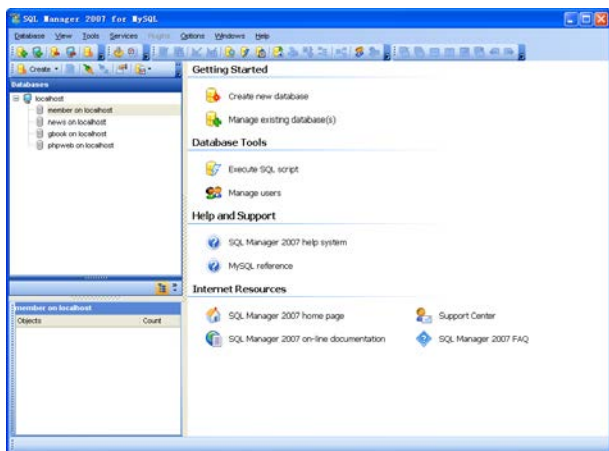 SQL Manager 2007 for MySQL
Database View Tools Services Plugins Options Windows Help
Create
Databases
localhost
member on localhost
news on localhost
gbook on localhost
phpweb on localhost
member on localhost
Objects Count
Getting Started
Create new database
Manage existing database(s)
Database Tools
Execute SQL script
Manage users
Help and Support
SQL Manager 2007 help system
MySQL reference
Internet Resources
SQL Manager 2007 home page Support Center
SQL Manager 2007 on-line documentation SQL Manager 2007 FAQ